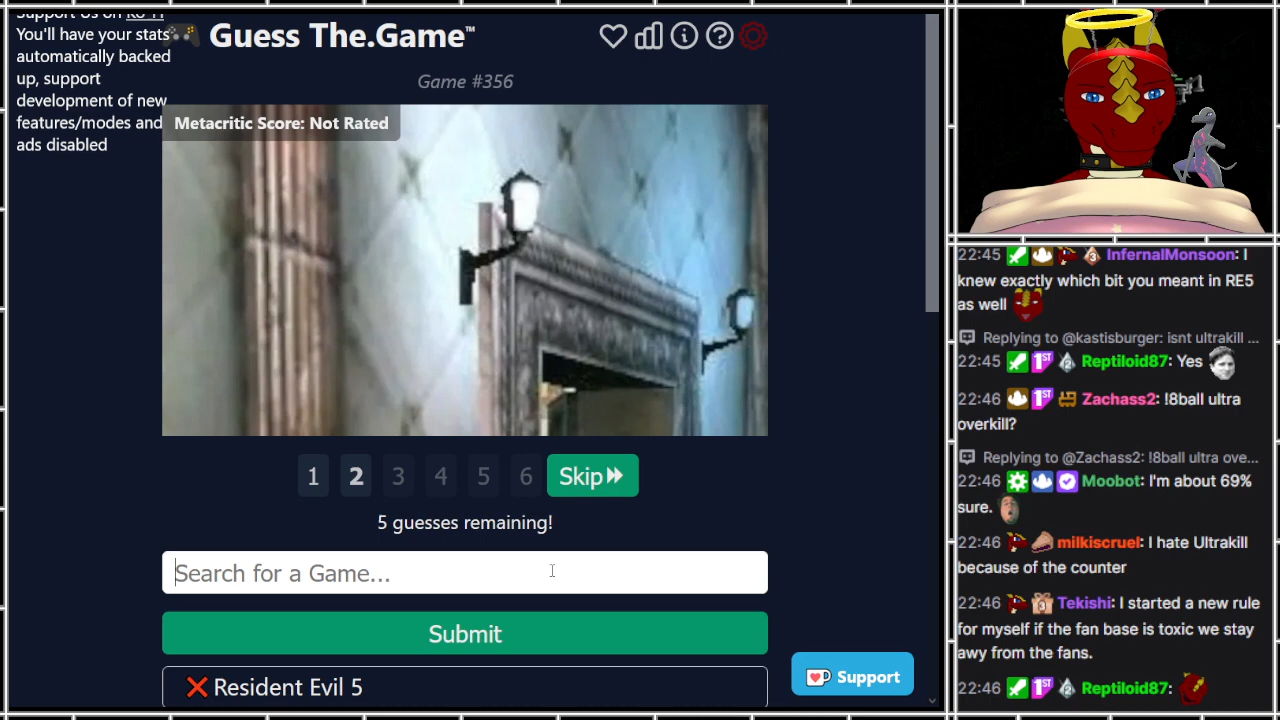 Support Us on Ko-Fi
You'll have your stats
automatically backed
up, support
development of new
features/modes and
ads disabled
Guess The.Game™
Game #356
Metacritic Score: Not Rated
1 2 3 4 5 6 Skip
5 guesses remaining!
Search for a Game...
Submit
❌ Resident Evil 5
Support
22:45 InfernalMonsoon: I
knew exactly which bit you meant in RE5
as well
Replying to @kastisburger: isnt ultrakill ...
22:45 Reptiloid87: Yes
22:46 Zachass2: !8ball ultra
overkill?
Replying to @Zachass2: !8ball ultra ove...
22:46 Moobot: I'm about 69%
sure.
22:46 milkiscruel: I hate Ultrakill
because of the counter
22:46 Tekishi: I started a new rule
for myself if the fan base is toxic we stay
awy from the fans.
22:46 Reptiloid87: